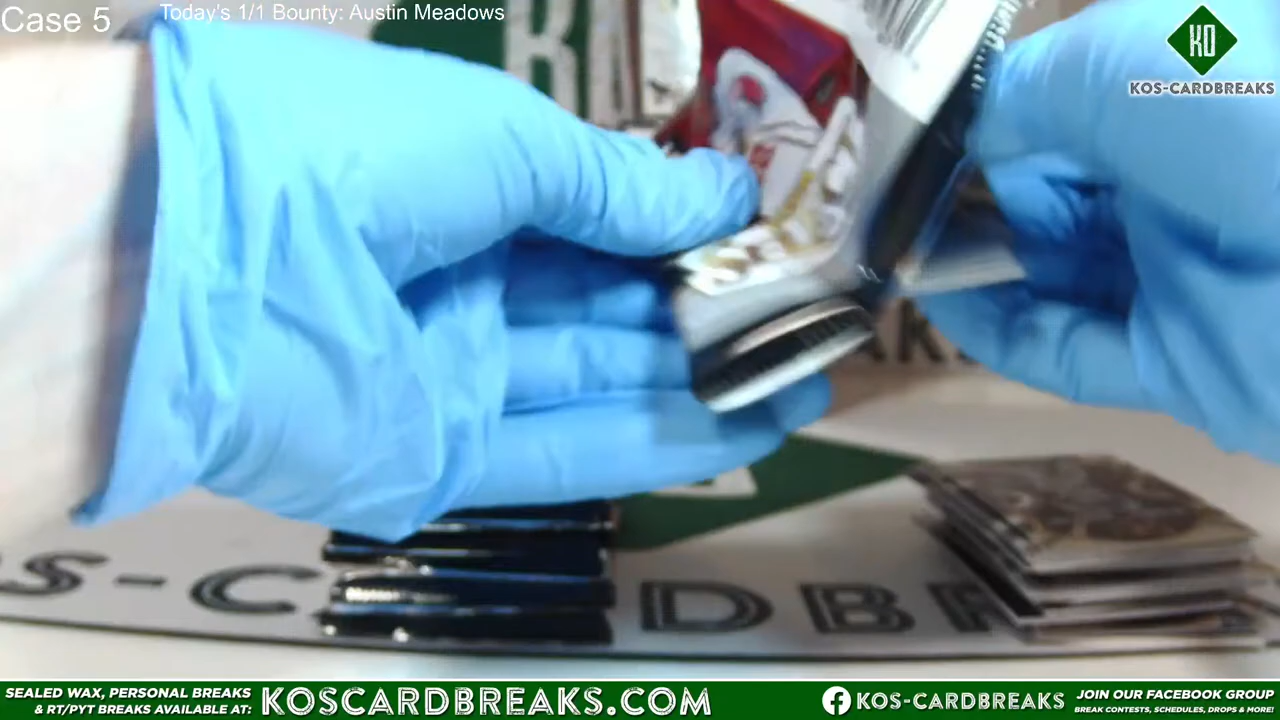 Case 5
Today's 1/1 Bounty: Austin Meadows
KO
KOS-CARDBREAKS
SEALED WAX, PERSONAL BREAKS
& RT/PYT BREAKS AVAILABLE AT:
KOSCARDBREAKS.COM
KOS-CARDBREAKS
JOIN OUR FACEBOOK GROUP
BREAK CONTESTS, SCHEDULES, DROPS & MORE!